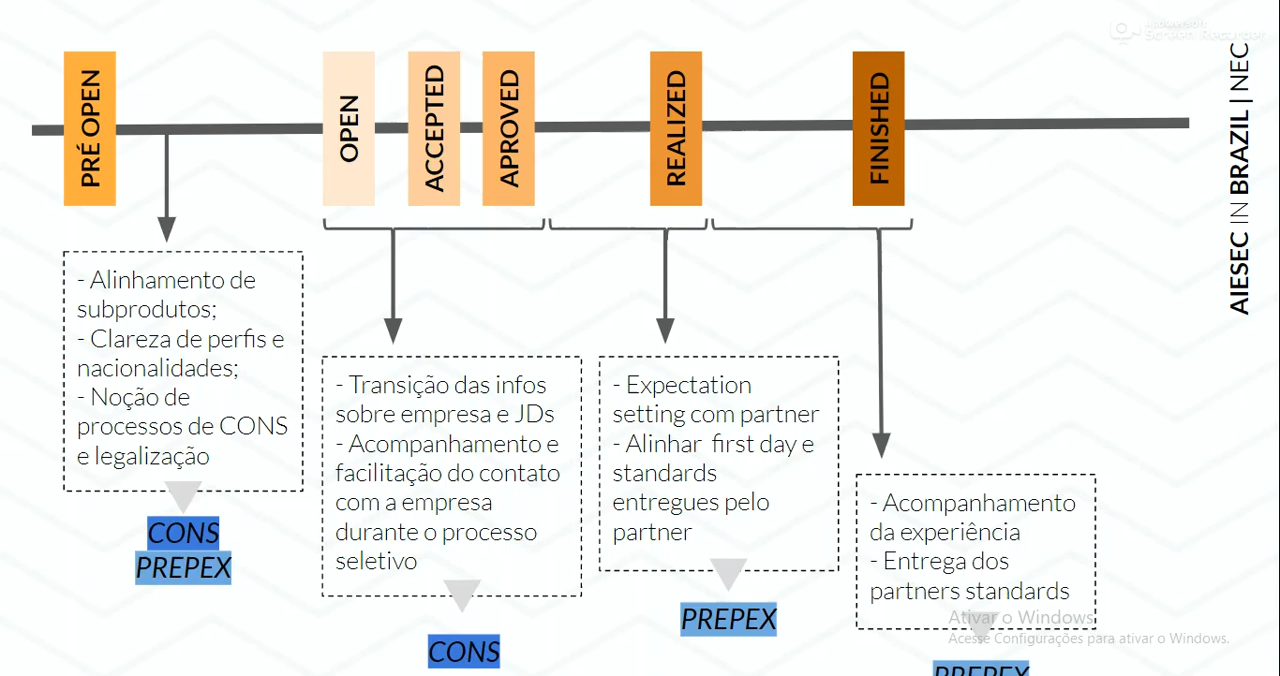 Screen Recorder
PRÉ OPEN
OPEN
ACCEPTED
APROVED
REALIZED
FINISHED
AIESEC IN BRAZIL | NEC
- Alinhamento de
subprodutos;
- Clareza de perfis e
nacionalidades;
- Noção de
processos de CONS
e legalização
CONS
PREPEX
- Transição das infos
sobre empresa e JDs
- Acompanhamento e
facilitação do contato
com a empresa
durante o processo
seletivo
CONS
- Expectation
setting com partner
- Alinhar first day e
standards
entregues pelo
partner
PREPEX
- Acompanhamento
da experiência
- Entrega dos
partners standards
Ativar o Windows
Acesse Configurações para ativar o Windows.
PREPEX